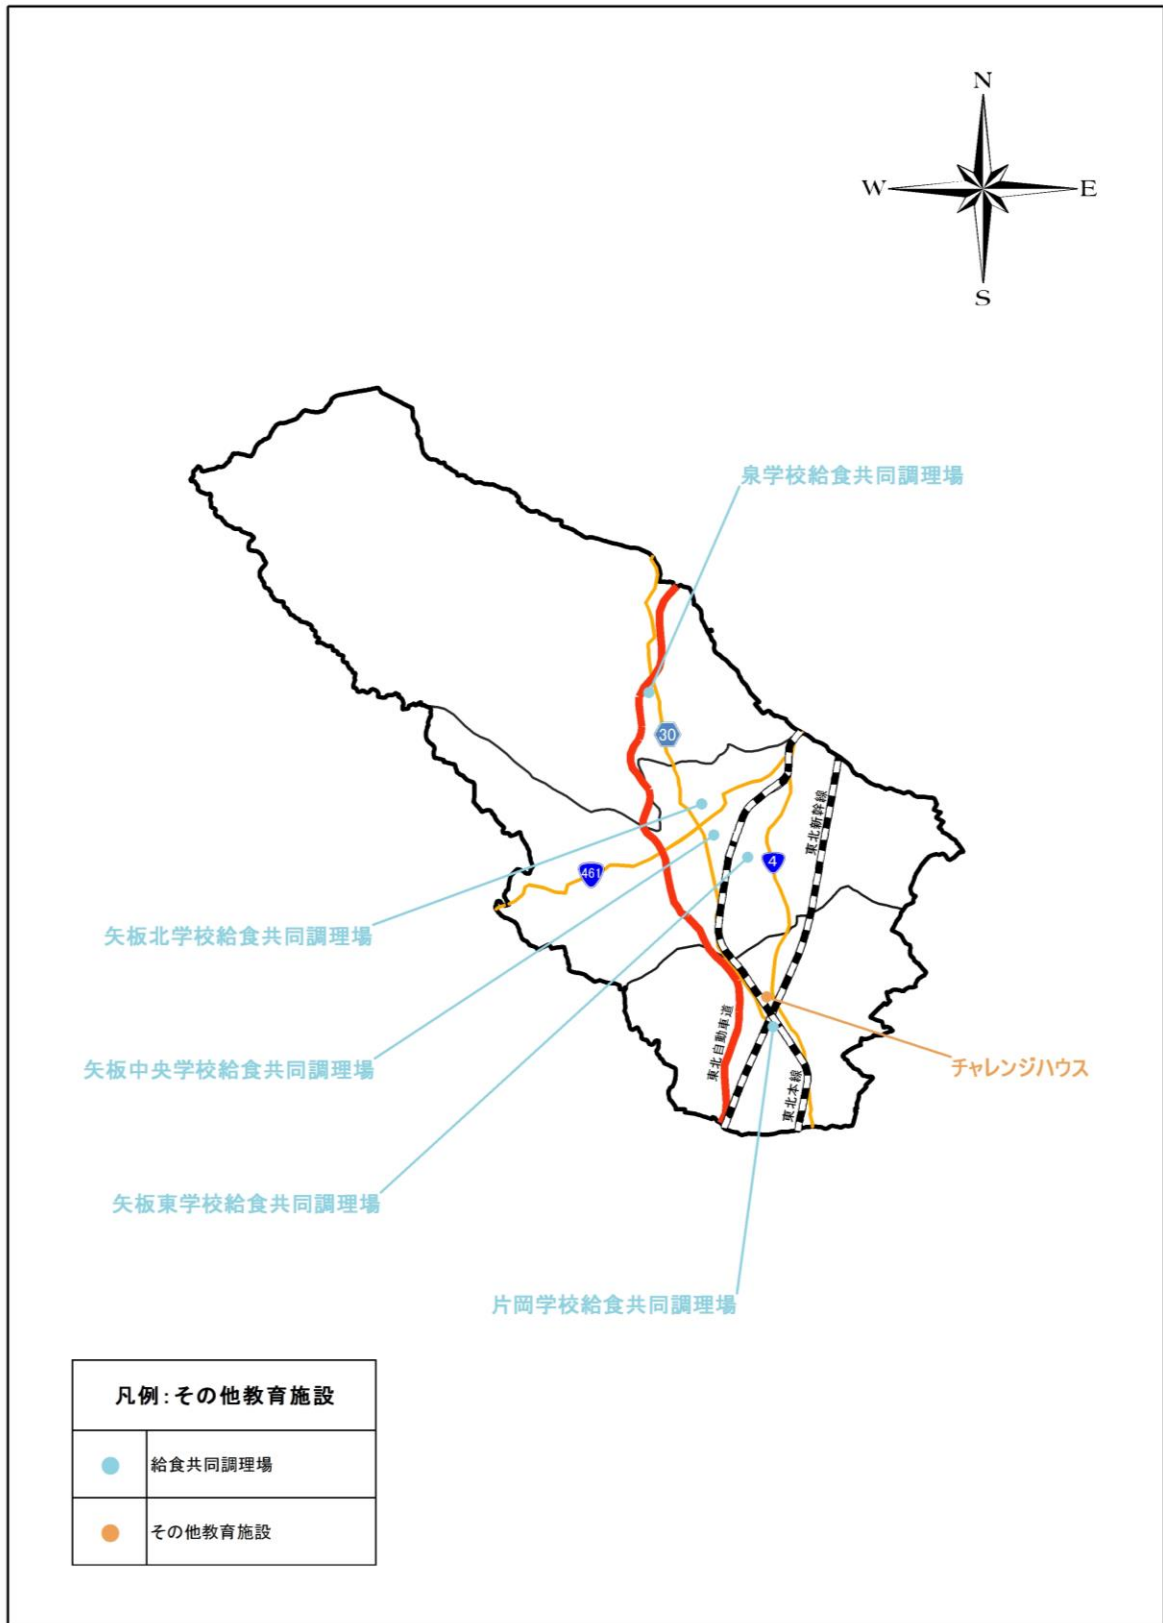 N
W
E
S
泉学校給食共同調理場
30
東北新幹線
4
461
矢板北学校給食共同調理場
東北自動車道
矢板中央学校給食共同調理場
チャレンジハウス
東北本線
矢板東学校給食共同調理場
片岡学校給食共同調理場
凡例:その他教育施設
給食共同調理場
その他教育施設